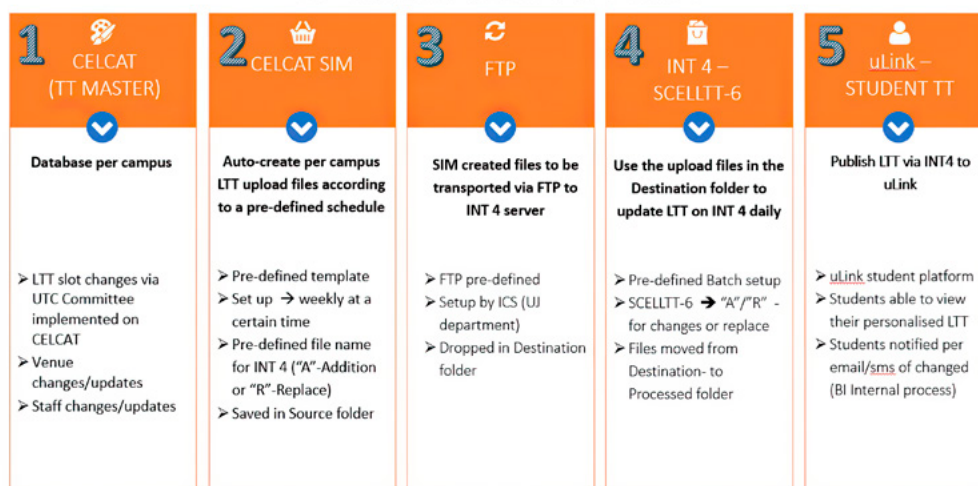 1
CELCAT
(TT MASTER)
Database per campus
➢ LTT slot changes via
UTC Committee
implemented on
CELCAT
➢ Venue
changes/updates
➢ Staff changes/updates
2
CELCAT SIM
Auto-create per campus
LTT upload files according
to a pre-defined schedule
➢ Pre-defined template
➢ Set up → weekly at a
certain time
➢ Pre-defined file name
for INT 4 ("A"-Addition
or "R"-Replace)
➢ Saved in Source folder
3
FTP
SIM created files to be
transported via FTP to
INT 4 server
➢ FTP pre-defined
➢ Setup by ICS (UJ
department)
➢ Dropped in Destination
folder
4
INT 4 –
SCELLTT-6
Use the upload files in the
Destination folder to
update LTT on INT 4 daily
➢ Pre-defined Batch setup
➢ SCELLTT-6 → "A"/"R" -
for changes or replace
➢ Files moved from
Destination- to
Processed folder
5
uLink –
STUDENT TT
Publish LTT via INT4 to
uLink
➢ uLink student platform
➢ Students able to view
their personalised LTT
➢ Students notified per
email/sms of changed
(BI Internal process)